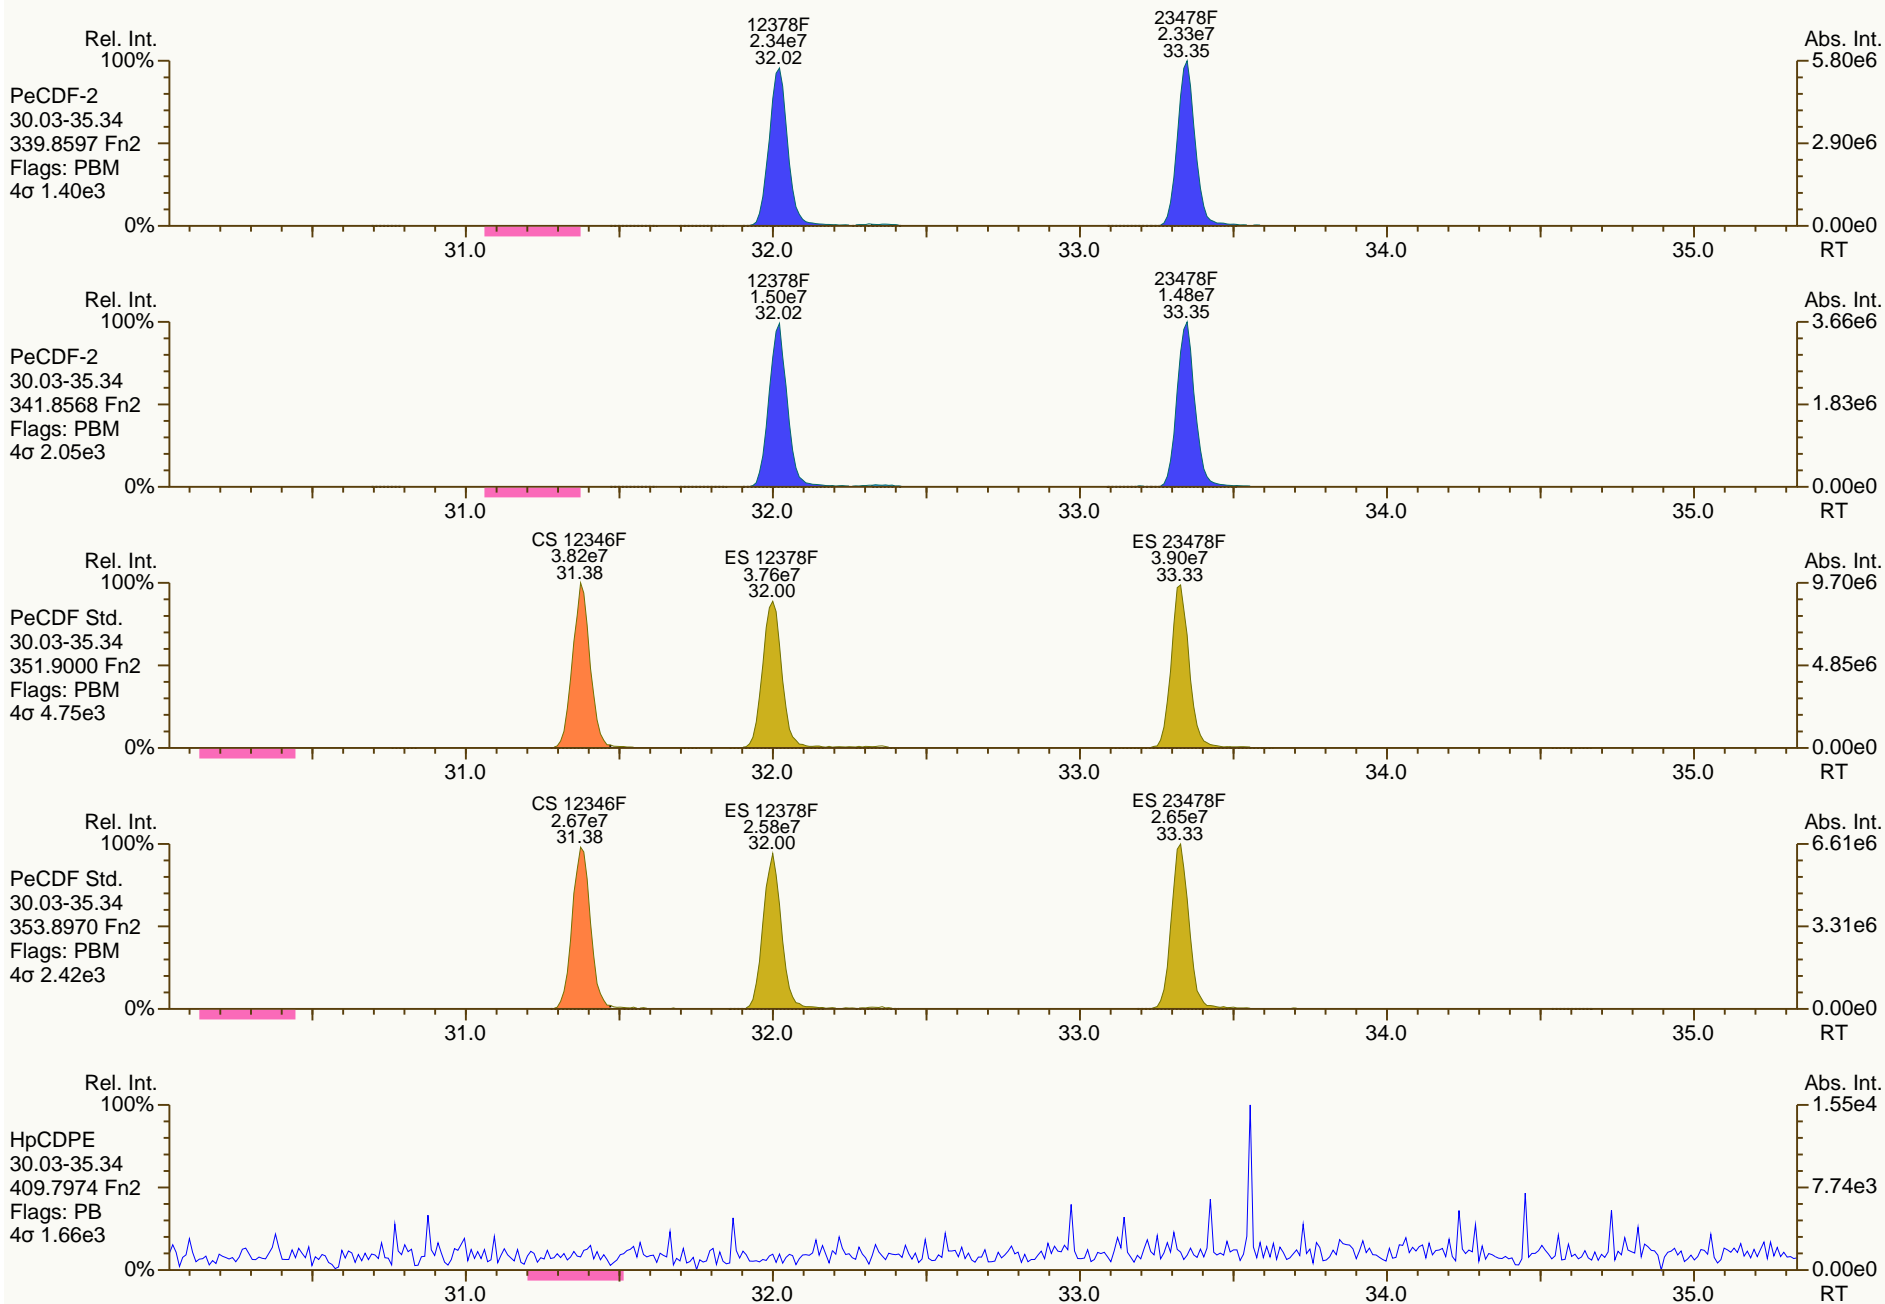 12378F
2.34e7
32.02
23478F
2.33e7
33.35
Rel. Int.
Abs. Int.
100%
5.80e6
PeCDF-2
30.03-35.34
339.8597 Fn2
2.90e6
Flags: PBM
4σ 1.40e3
0%
0.00e0
31.0 32.0 33.0 34.0 35.0 RT
12378F
1.50e7
32.02
23478F
1.48e7
33.35
Rel. Int.
Abs. Int.
100%
3.66e6
PeCDF-2
30.03-35.34
341.8568 Fn2
1.83e6
Flags: PBM
4σ 2.05e3
0%
0.00e0
31.0 32.0 33.0 34.0 35.0 RT
CS 12346F
3.82e7
31.38
ES 12378F
3.76e7
32.00
ES 23478F
3.90e7
33.33
Rel. Int.
Abs. Int.
100%
9.70e6
PeCDF Std.
30.03-35.34
351.9000 Fn2
4.85e6
Flags: PBM
4σ 4.75e3
0%
0.00e0
31.0 32.0 33.0 34.0 35.0 RT
CS 12346F
2.67e7
31.38
ES 12378F
2.58e7
32.00
ES 23478F
2.65e7
33.33
Rel. Int.
Abs. Int.
100%
6.61e6
PeCDF Std.
30.03-35.34
353.8970 Fn2
3.31e6
Flags: PBM
4σ 2.42e3
0%
0.00e0
31.0 32.0 33.0 34.0 35.0 RT
Rel. Int.
Abs. Int.
100%
1.55e4
HpCDPE
30.03-35.34
409.7974 Fn2
7.74e3
Flags: PB
4σ 1.66e3
0%
0.00e0
31.0 32.0 33.0 34.0 35.0 RT